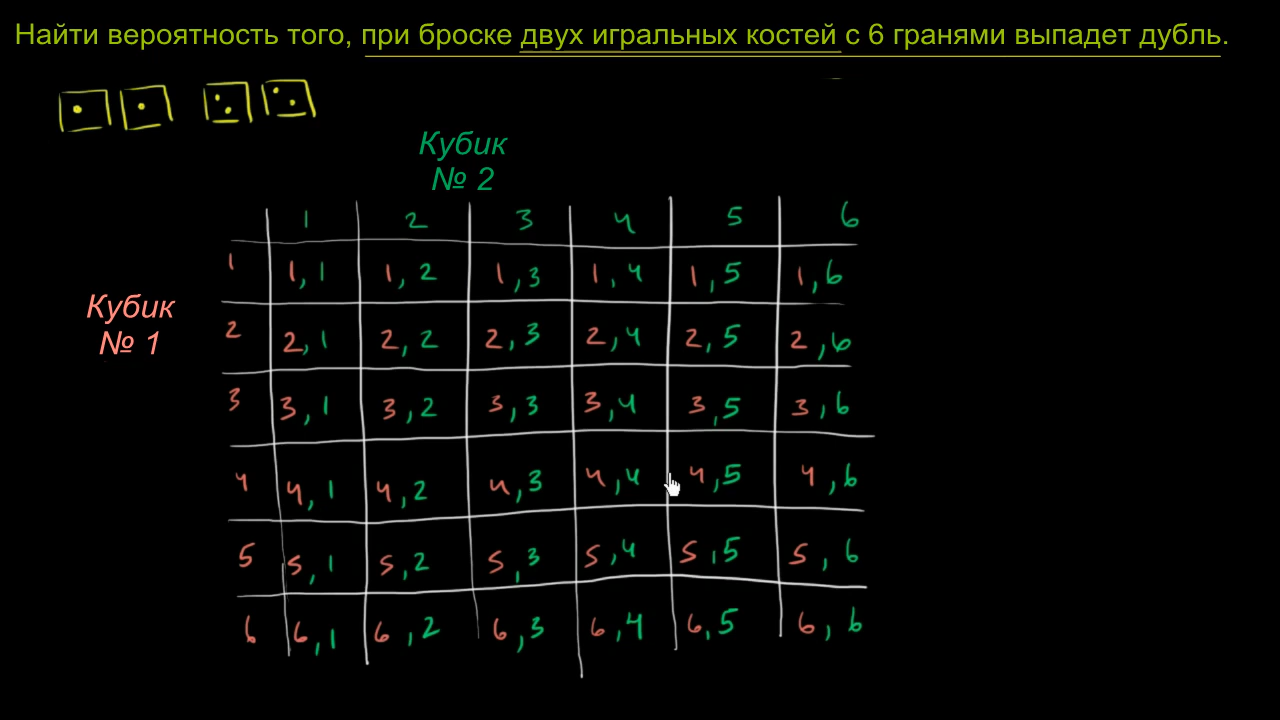 Найти вероятность того, при броске двух игральных костей с 6 гранями выпадет дубль.
Кубик
№ 2
1 2 3 4 5 6
Кубик
№ 1
1 1,1 1,2 1,3 1,4 1,5 1,6
2 2,1 2,2 2,3 2,4 2,5 2,6
3 3,1 3,2 3,3 3,4 3,5 3,6
4 4,1 4,2 4,3 4,4 4,5 4,6
5 5,1 5,2 5,3 5,4 5,5 5,6
6 6,1 6,2 6,3 6,4 6,5 6,6